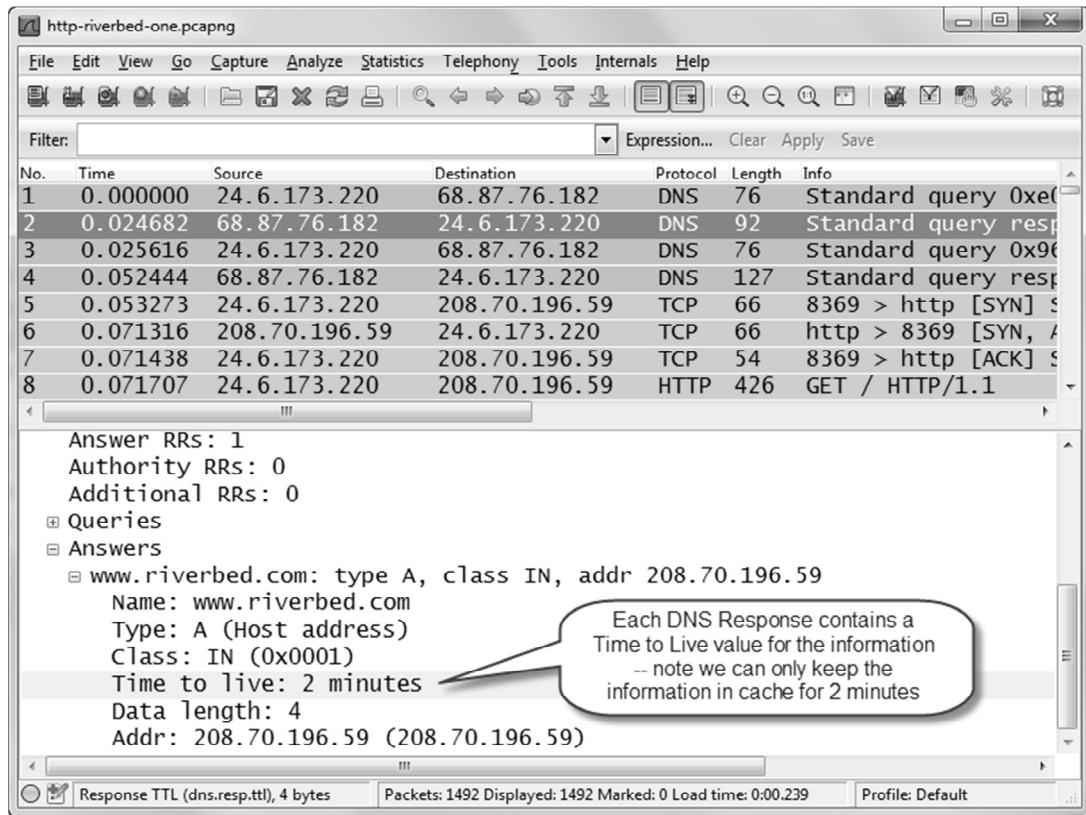 http-riverbed-one.pcapng
File Edit View Go Capture Analyze Statistics Telephony Tools Internals Help
Filter: Expression... Clear Apply Save
No. Time Source Destination Protocol Length Info
1 0.000000 24.6.173.220 68.87.76.182 DNS 76 Standard query 0xe0
2 0.024682 68.87.76.182 24.6.173.220 DNS 92 Standard query resp
3 0.025616 24.6.173.220 68.87.76.182 DNS 76 Standard query 0x96
4 0.052444 68.87.76.182 24.6.173.220 DNS 127 Standard query resp
5 0.053273 24.6.173.220 208.70.196.59 TCP 66 8369 > http [SYN] S
6 0.071316 208.70.196.59 24.6.173.220 TCP 66 http > 8369 [SYN, A
7 0.071438 24.6.173.220 208.70.196.59 TCP 54 8369 > http [ACK] S
8 0.071707 24.6.173.220 208.70.196.59 HTTP 426 GET / HTTP/1.1
Answer RRs: 1
Authority RRs: 0
Additional RRs: 0
Queries
Answers
www.riverbed.com: type A, class IN, addr 208.70.196.59
Name: www.riverbed.com
Type: A (Host address)
Class: IN (0x0001)
Time to live: 2 minutes
Data length: 4
Addr: 208.70.196.59 (208.70.196.59)
Each DNS Response contains a
Time to Live value for the information
-- note we can only keep the
information in cache for 2 minutes
Response TTL (dns.resp.ttl), 4 bytes Packets: 1492 Displayed: 1492 Marked: 0 Load time: 0:00.239 Profile: Default